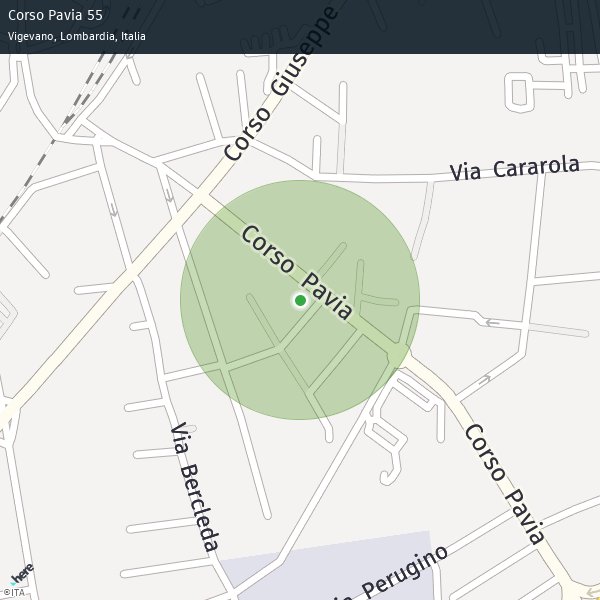 Corso Pavia 55
Vigevano, Lombardia, Italia
Corso Giuseppe
Via Cararola
Corso Pavia
Via Bercleda
Corso Pavia
Perugino
here
©ITA